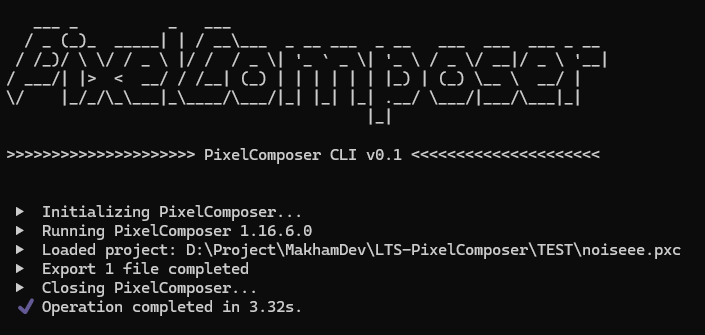 PixelComposer
>>>>>>>>>>>>>>>>>>>>> PixelComposer CLI v0.1 <<<<<<<<<<<<<<<<<<<<<
▶ Initializing PixelComposer...
▶ Running PixelComposer 1.16.6.0
▶ Loaded project: D:\Project\MakhamDev\LTS-PixelComposer\TEST\noiseee.pxc
▶ Export 1 file completed
▶ Closing PixelComposer...
✔ Operation completed in 3.32s.